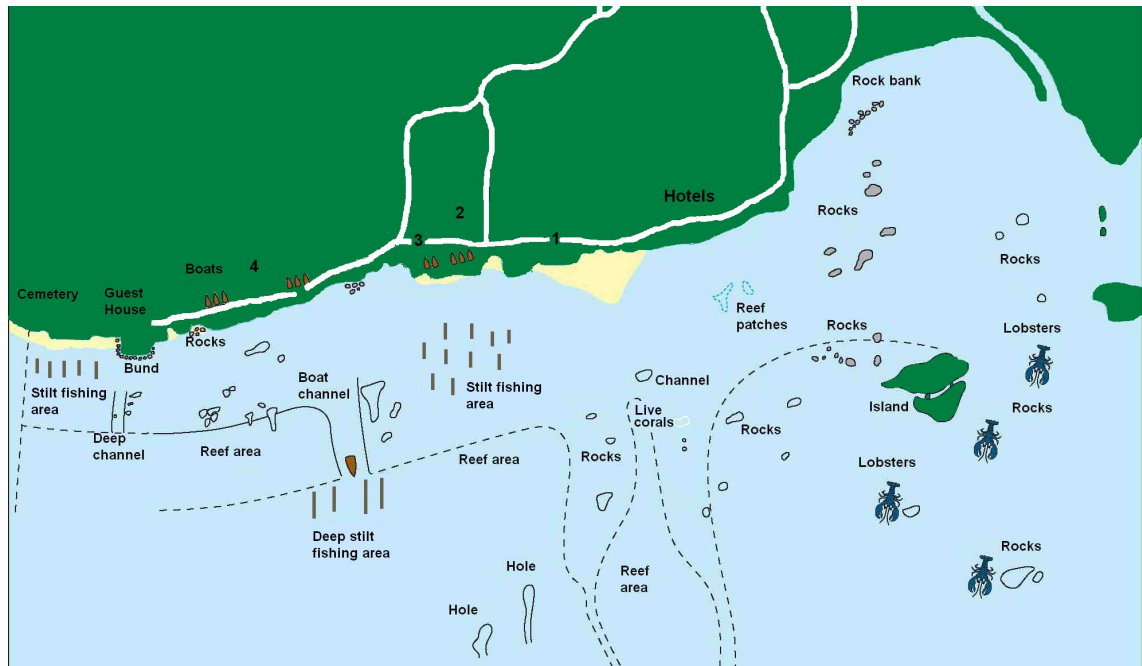 Rock bank
Hotels
Rocks
2
3
1
Boats
4
Rocks
Cemetery
Guest
House
Reef
patches
Rocks
Lobsters
Rocks
Bund
Stilt fishing
area
Boat
channel
Stilt fishing
area
Channel
Island
Live
corals
Rocks
Rocks
Deep
channel
Reef area
Reef area
Rocks
Lobsters
Deep stilt
fishing area
Rocks
Hole
Reef
area
Hole